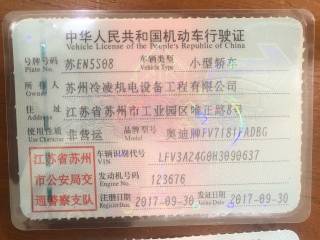 中华人民共和国机动车行驶证
Vehicle License of the People's Republic of China
号牌号码 Plate No. 苏EN5S08 车辆类型 Vehicle Type 小型轿车
所有人 Owner 苏州冷凌机电设备工程有限公司
住址 Address 江苏省苏州市工业园区唯正路8号
使用性质 Use Character 非营运 品牌型号 Model 奥迪牌FV7181FADBG
江苏省苏州市公安局交巡警察支队
车辆识别代号 VIN LFV3A24G0H3090637
发动机号码 Engine No. 123676
注册日期 Register Date 2017-09-30 发证日期 Issue Date 2017-09-30